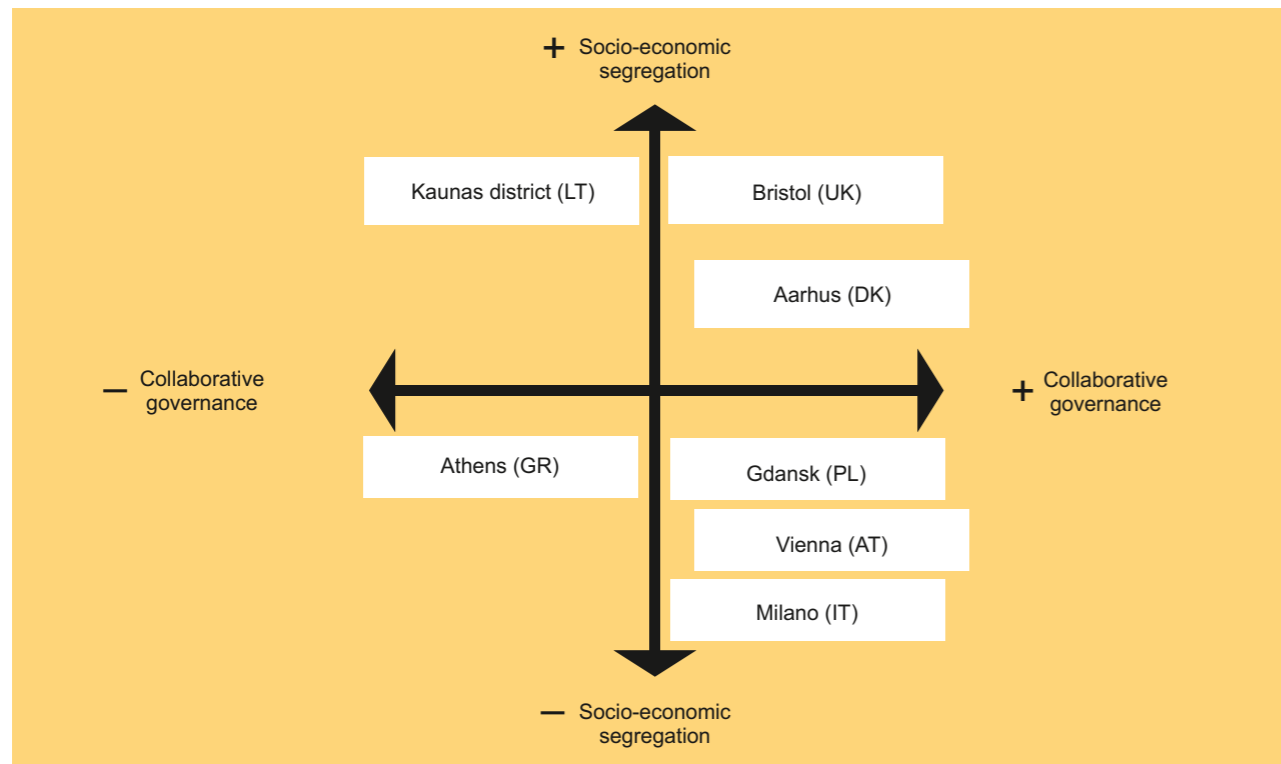 + Socio-economic
segregation
Kaunas district (LT)
Bristol (UK)
Aarhus (DK)
– Collaborative
governance
+ Collaborative
governance
Athens (GR)
Gdansk (PL)
Vienna (AT)
Milano (IT)
– Socio-economic
segregation